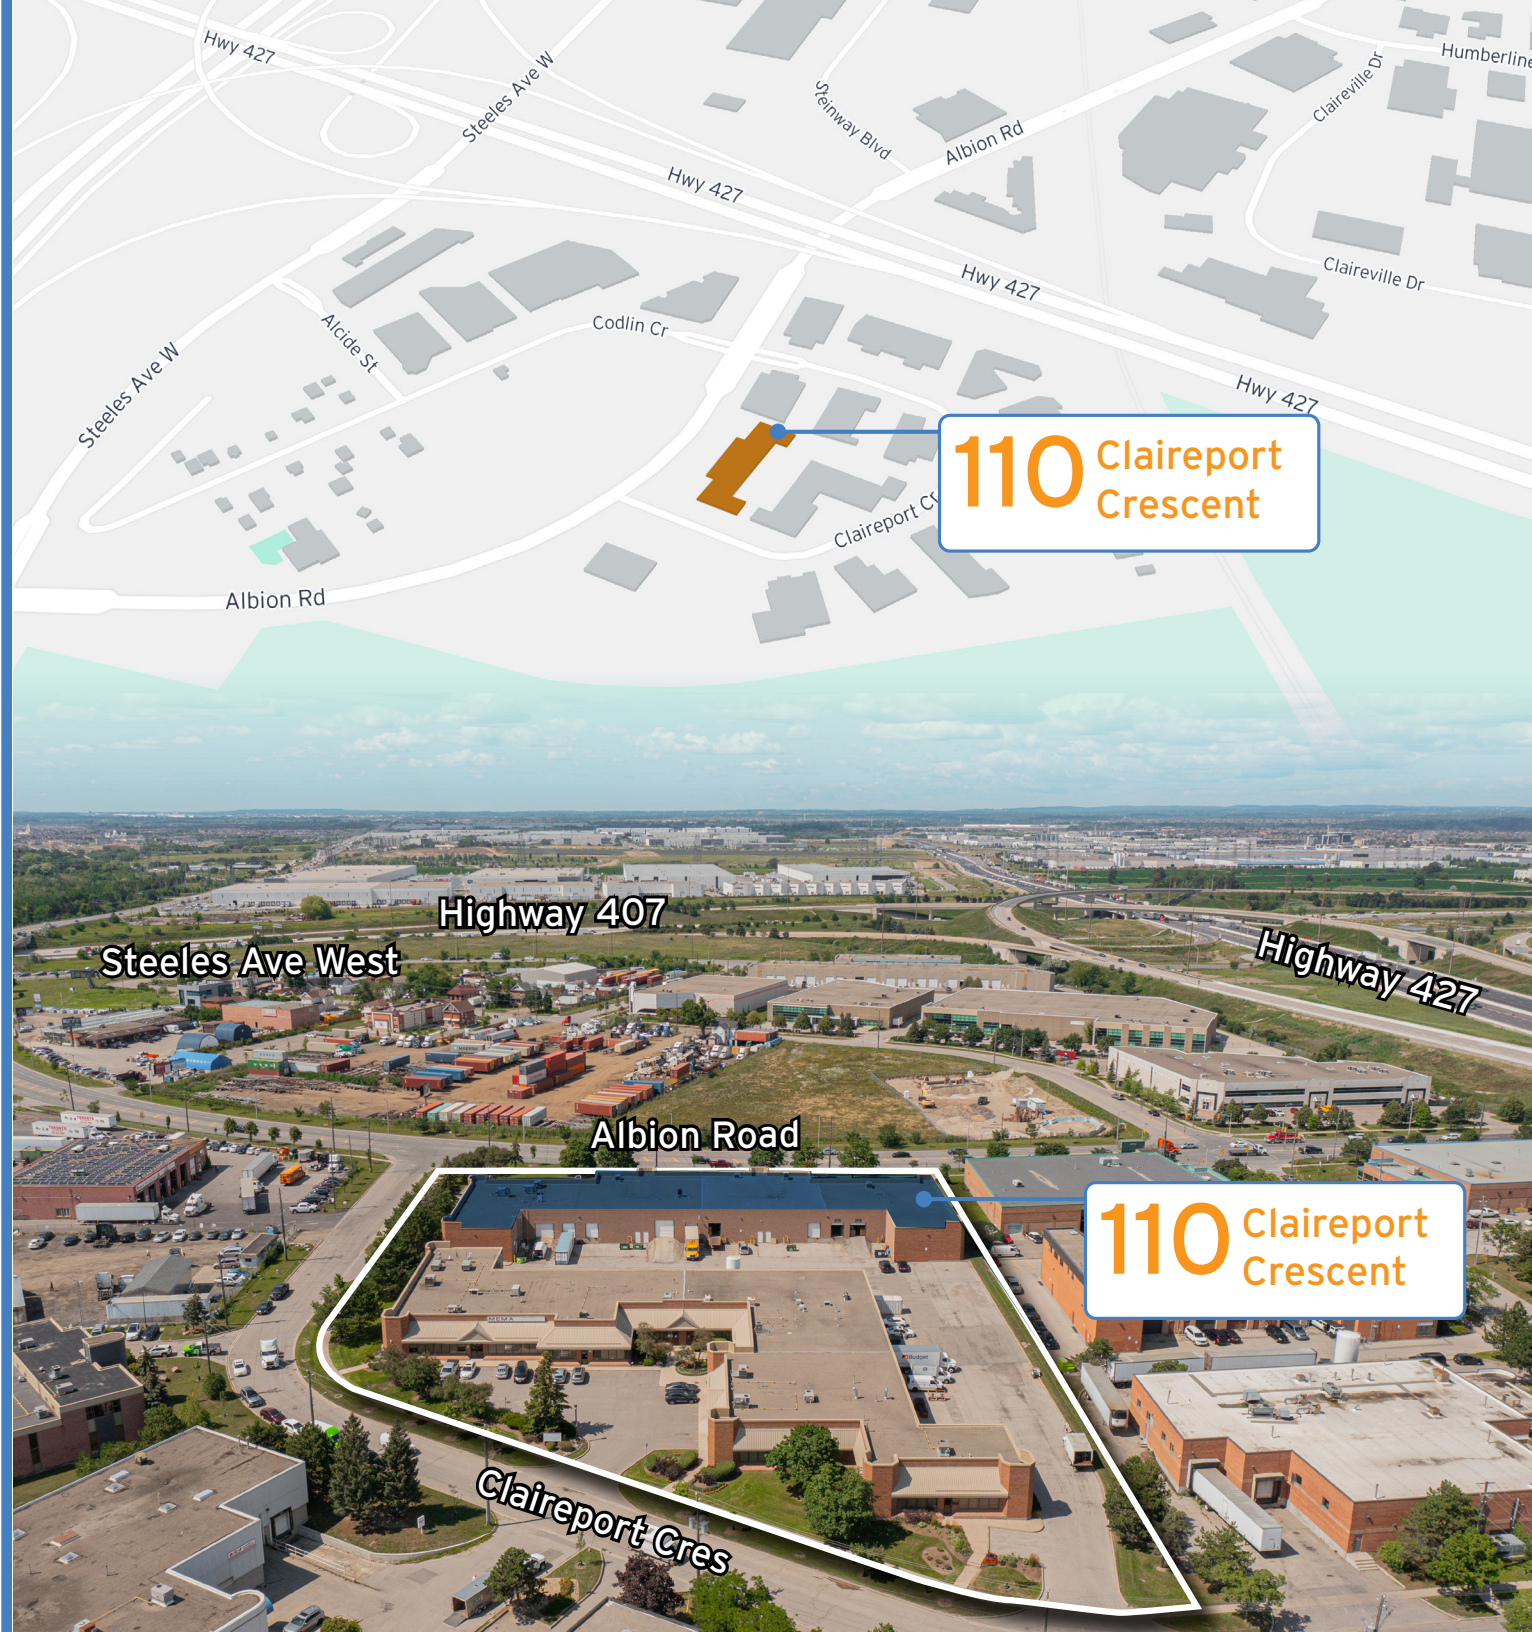 Hwy 427
Steeles Ave W
Steinway Blvd
Albion Rd
Claireville Dr
Humberline
Hwy 427
Hwy 427
Claireville Dr
Alcide St
Codlin Cr
Steeles Ave W
Hwy 427
110 Claireport
Crescent
Claireport Cr
Albion Rd
Highway 407
Steeles Ave West
Highway 427
Albion Road
110 Claireport
Crescent
MEMA
Budget
Claireport Cres